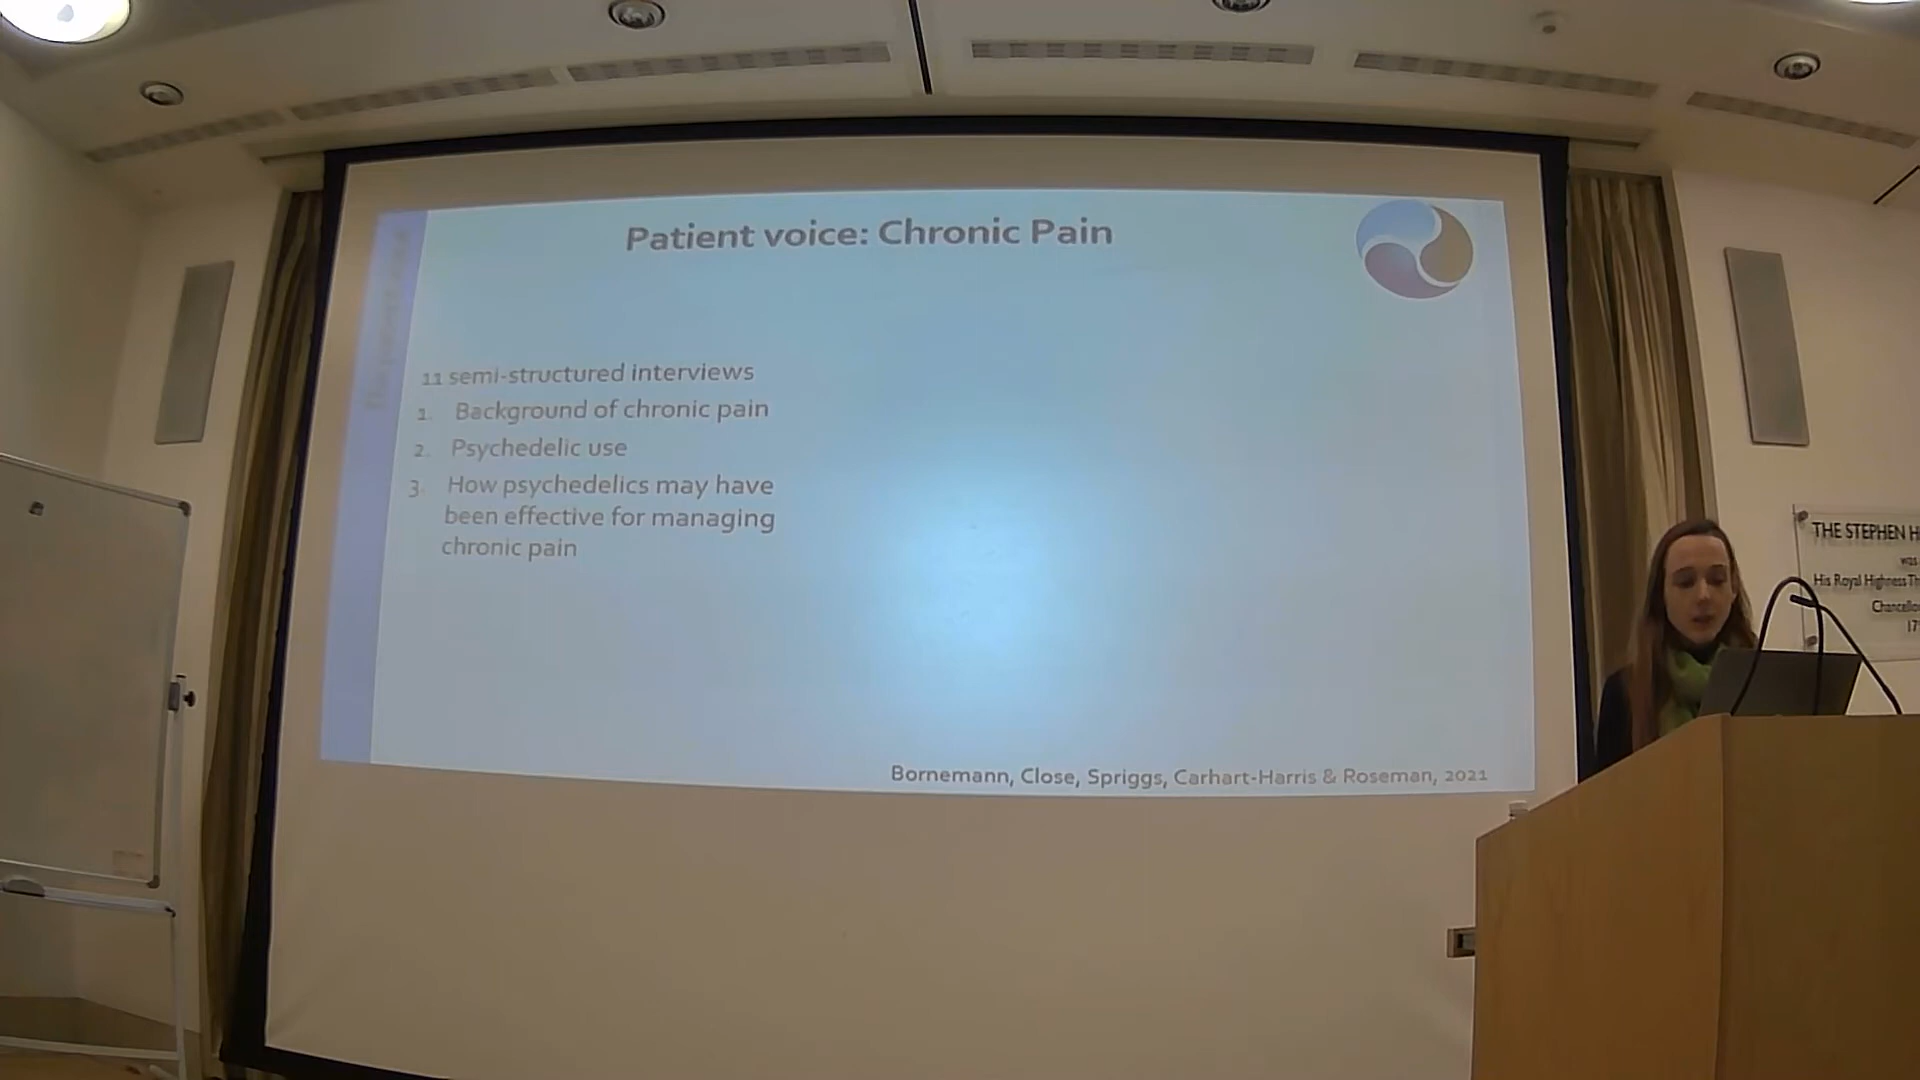 Patient voice: Chronic Pain
11 semi-structured interviews
1. Background of chronic pain
2. Psychedelic use
3. How psychedelics may have
been effective for managing
chronic pain
Bornemann, Close, Spriggs, Carhart-Harris & Roseman, 2021
THE STEPHEN H
was
His Royal Highness Th
Chancello
17